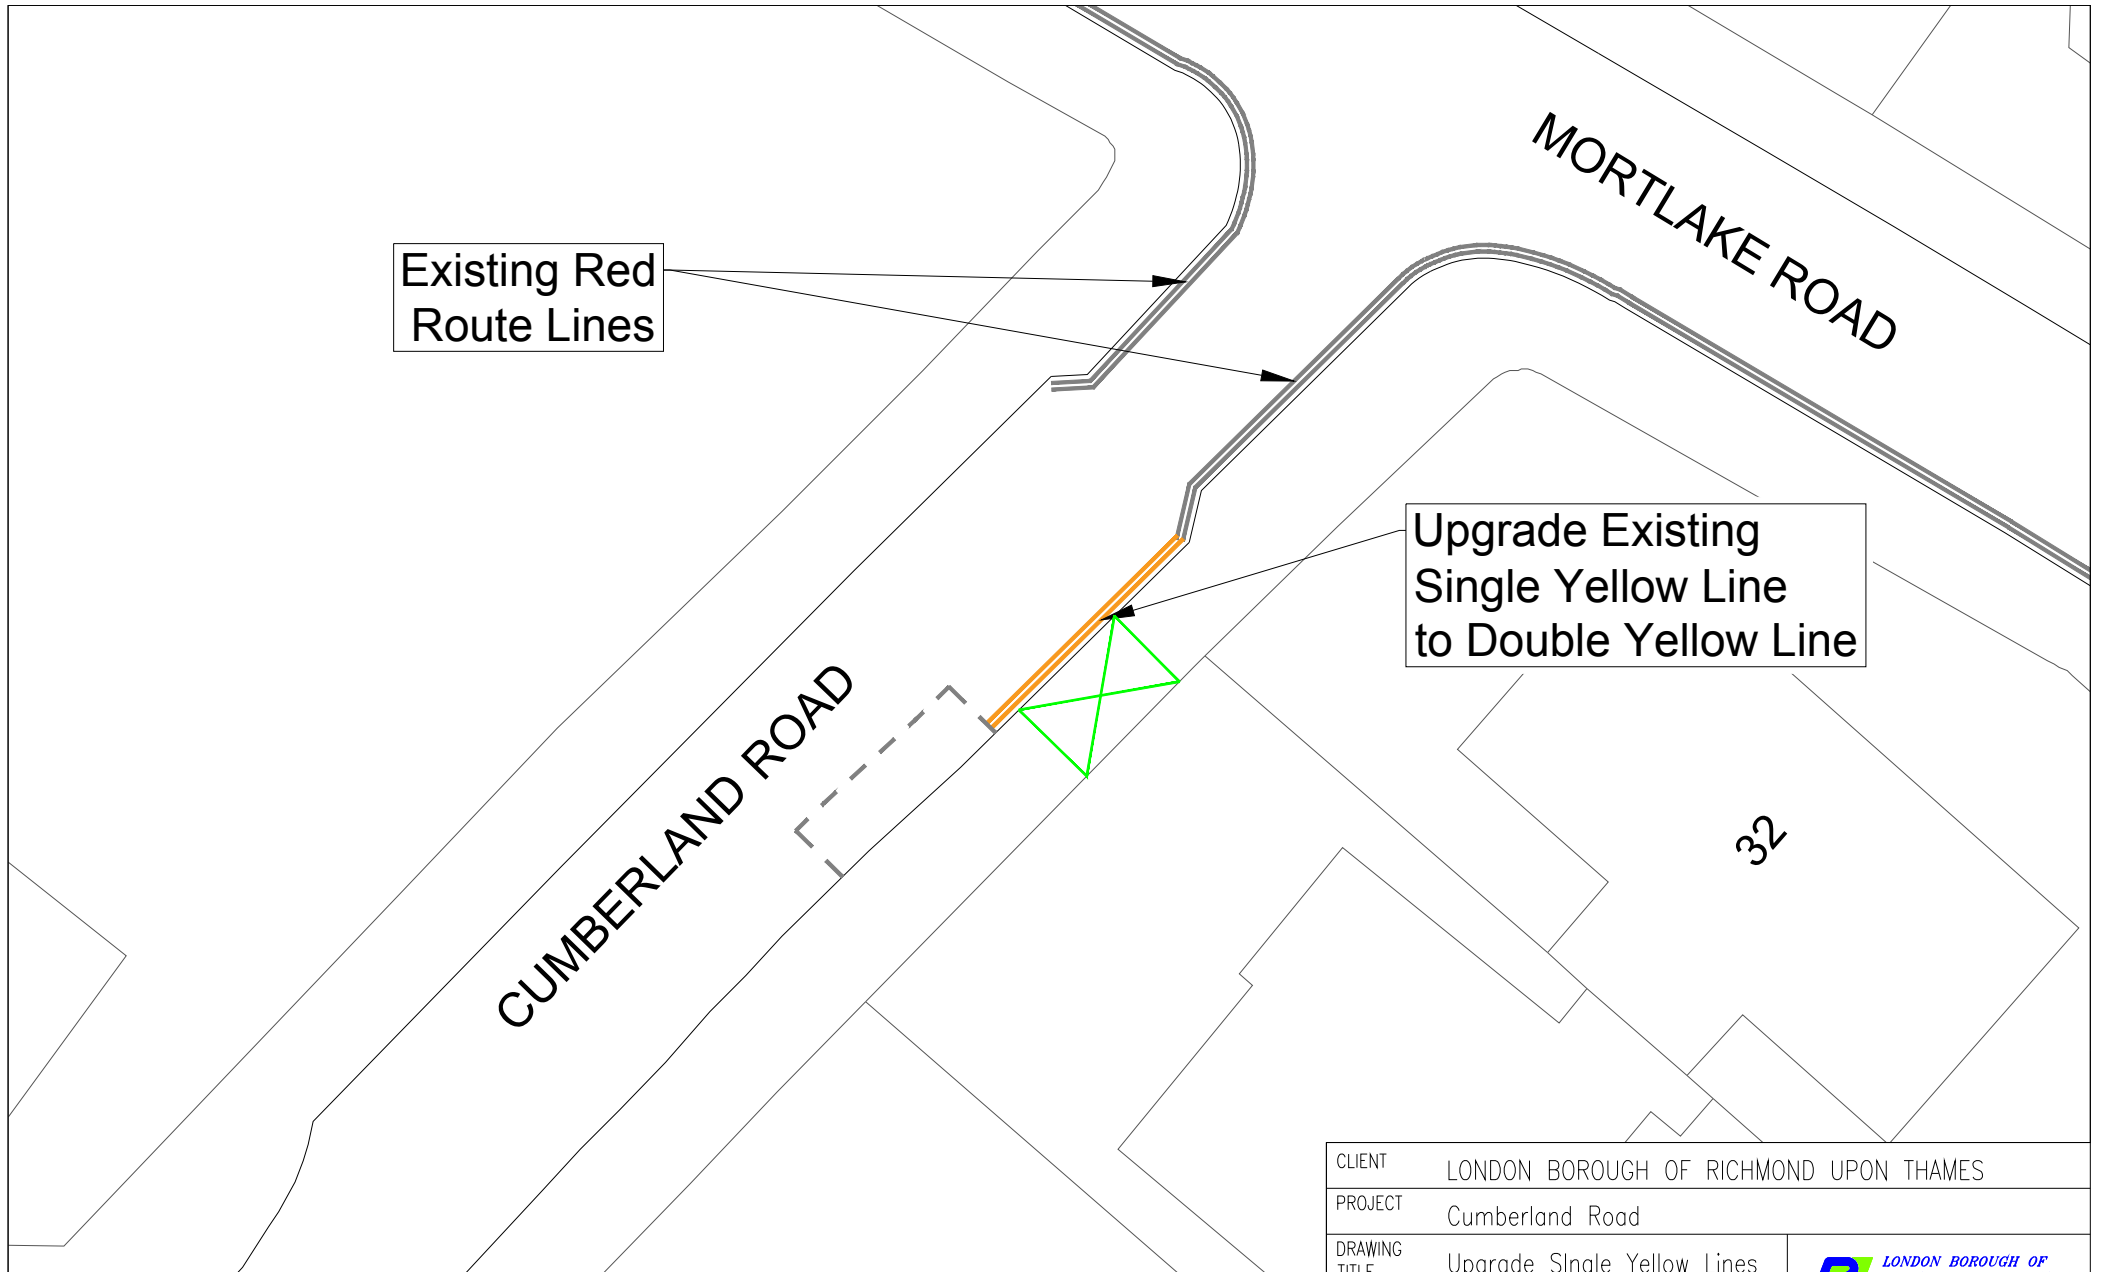 MORTLAKE ROAD
Existing Red
Route Lines
Upgrade Existing
Single Yellow Line
to Double Yellow Line
CUMBERLAND ROAD
32
CLIENT LONDON BOROUGH OF RICHMOND UPON THAMES
PROJECT Cumberland Road
DRAWING
TITLE Upgrade SIngle Yellow Lines
LONDON BOROUGH OF